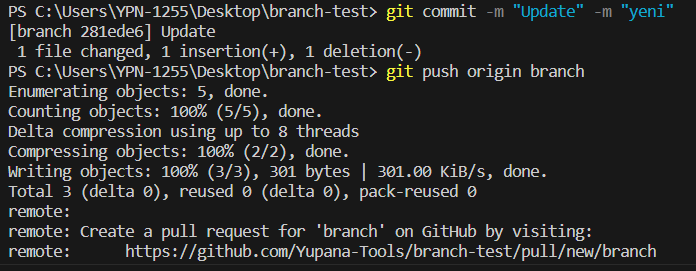 PS C:\Users\YPN-1255\Desktop\branch-test> git commit -m "Update" -m "yeni"
[branch 281ede6] Update
 1 file changed, 1 insertion(+), 1 deletion(-)
PS C:\Users\YPN-1255\Desktop\branch-test> git push origin branch
Enumerating objects: 5, done.
Counting objects: 100% (5/5), done.
Delta compression using up to 8 threads
Compressing objects: 100% (2/2), done.
Writing objects: 100% (3/3), 301 bytes | 301.00 KiB/s, done.
Total 3 (delta 0), reused 0 (delta 0), pack-reused 0
remote:
remote: Create a pull request for 'branch' on GitHub by visiting:
remote:      https://github.com/Yupana-Tools/branch-test/pull/new/branch